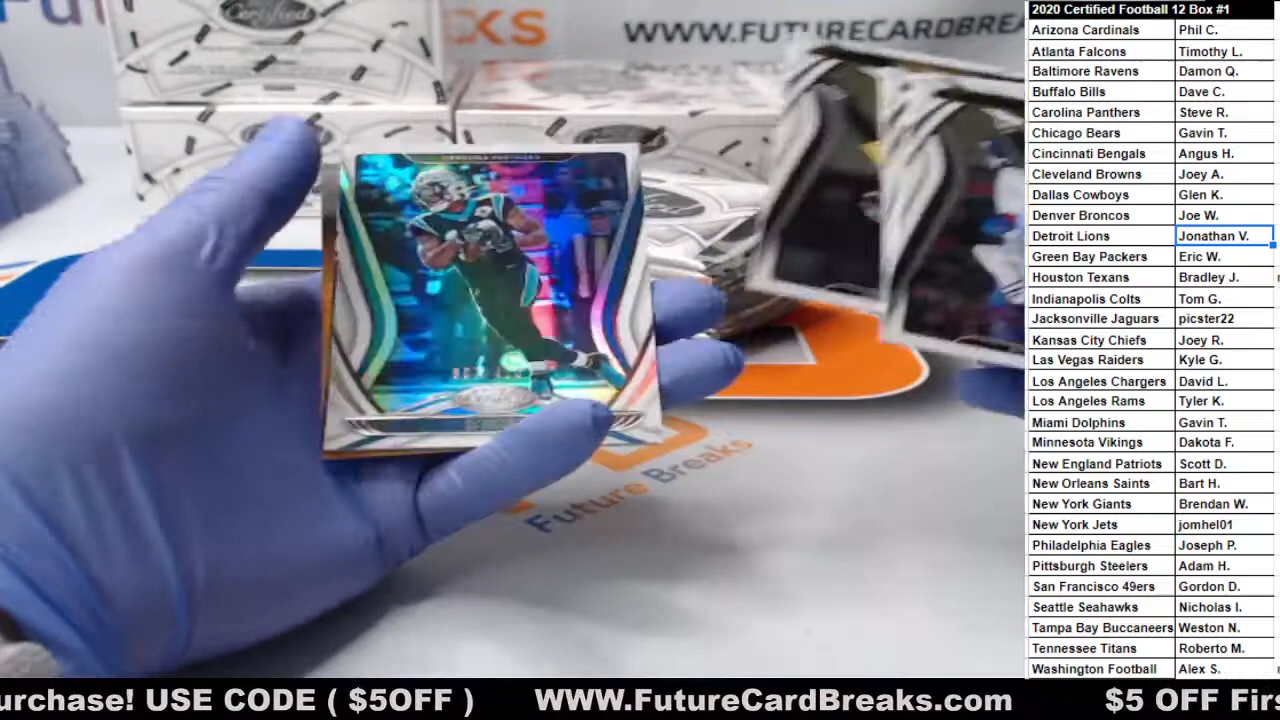 Certified
CKS
WWW.FUTURECARDBREA
Future Breaks
2020 Certified Football 12 Box #1
Arizona Cardinals Phil C.
Atlanta Falcons Timothy L.
Baltimore Ravens Damon Q.
Buffalo Bills Dave C.
Carolina Panthers Steve R.
Chicago Bears Gavin T.
Cincinnati Bengals Angus H.
Cleveland Browns Joey A.
Dallas Cowboys Glen K.
Denver Broncos Joe W.
Detroit Lions Jonathan V.
Green Bay Packers Eric W.
Houston Texans Bradley J.
Indianapolis Colts Tom G.
Jacksonville Jaguars picster22
Kansas City Chiefs Joey R.
Las Vegas Raiders Kyle G.
Los Angeles Chargers David L.
Los Angeles Rams Tyler K.
Miami Dolphins Gavin T.
Minnesota Vikings Dakota F.
New England Patriots Scott D.
New Orleans Saints Bart H.
New York Giants Brendan W.
New York Jets jomhel01
Philadelphia Eagles Joseph P.
Pittsburgh Steelers Adam H.
San Francisco 49ers Gordon D.
Seattle Seahawks Nicholas I.
Tampa Bay Buccaneers Weston N.
Tennessee Titans Roberto M.
Washington Football Alex S.
urchase! USE CODE ( $5OFF ) WWW.FutureCardBreaks.com $5 OFF Firs